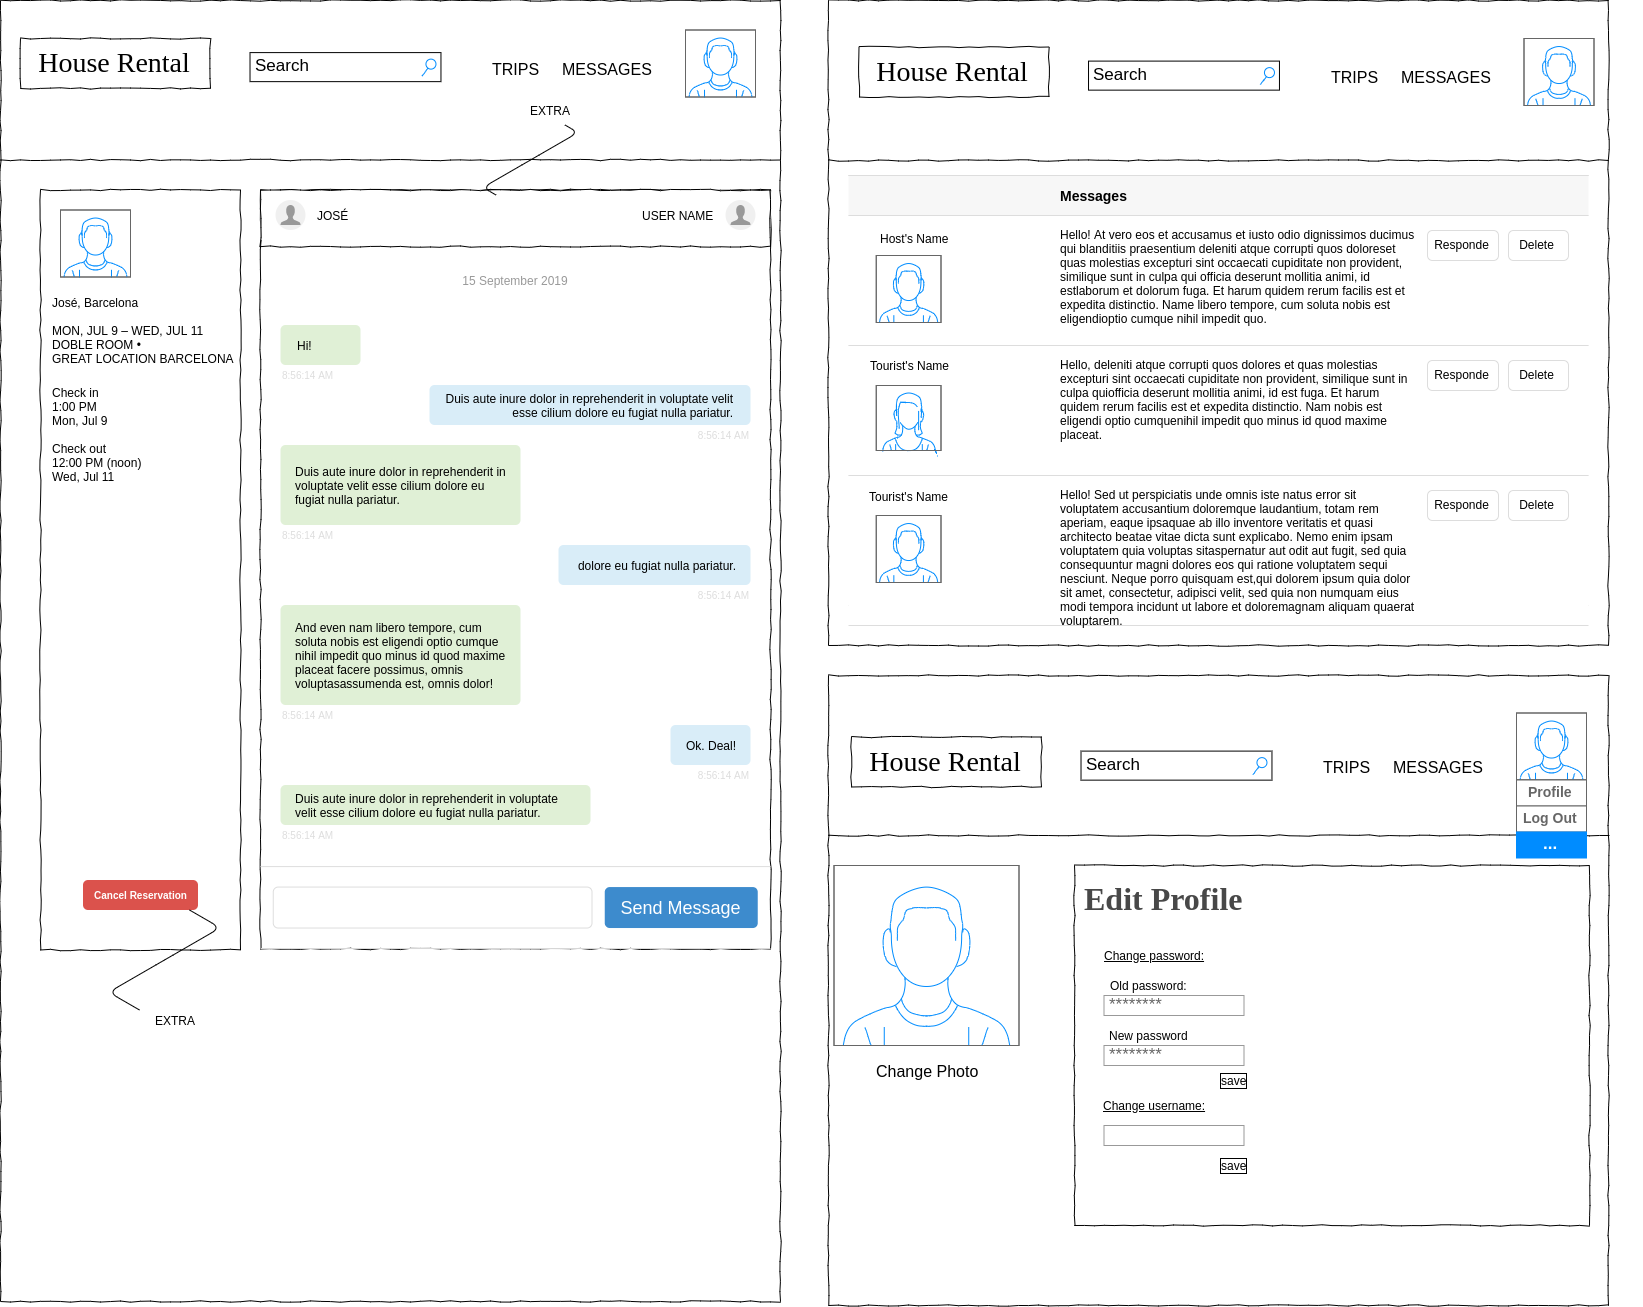 House Rental
Search
TRIPS
MESSAGES
EXTRA
José, Barcelona
MON, JUL 9 – WED, JUL 11
DOBLE ROOM •
GREAT LOCATION BARCELONA
Check in
1:00 PM
Mon, Jul 9
Check out
12:00 PM (noon)
Wed, Jul 11
Cancel Reservation
EXTRA
JOSÉ
USER NAME
15 September 2019
Hi!
8:56:14 AM
Duis aute inure dolor in reprehenderit in voluptate velit
esse cilium dolore eu fugiat nulla pariatur.
8:56:14 AM
Duis aute inure dolor in reprehenderit in
voluptate velit esse cilium dolore eu
fugiat nulla pariatur.
8:56:14 AM
dolore eu fugiat nulla pariatur.
8:56:14 AM
And even nam libero tempore, cum
soluta nobis est eligendi optio cumque
nihil impedit quo minus id quod maxime
placeat facere possimus, omnis
voluptasassumenda est, omnis dolor!
8:56:14 AM
Ok. Deal!
8:56:14 AM
Duis aute inure dolor in reprehenderit in voluptate
velit esse cilium dolore eu fugiat nulla pariatur.
8:56:14 AM
Send Message
House Rental
Search
TRIPS
MESSAGES
Messages
Host's Name
Hello! At vero eos et accusamus et iusto odio dignissimos ducimus
qui blanditiis praesentium deleniti atque corrupti quos doloreset
quas molestias excepturi sint occaecati cupiditate non provident,
similique sunt in culpa qui officia deserunt mollitia animi, id
estlaborum et dolorum fuga. Et harum quidem rerum facilis est et
expedita distinctio. Name libero tempore, cum soluta nobis est
eligendioptio cumque nihil impedit quo.
Responde
Delete
Tourist's Name
Hello, deleniti atque corrupti quos dolores et quas molestias
excepturi sint occaecati cupiditate non provident, similique sunt in
culpa quiofficia deserunt mollitia animi, id est fuga. Et harum
quidem rerum facilis est et expedita distinctio. Nam nobis est
eligendi optio cumquenihil impedit quo minus id quod maxime
placeat.
Responde
Delete
Tourist's Name
Hello! Sed ut perspiciatis unde omnis iste natus error sit
voluptatem accusantium doloremque laudantium, totam rem
aperiam, eaque ipsaquae ab illo inventore veritatis et quasi
architecto beatae vitae dicta sunt explicabo. Nemo enim ipsam
voluptatem quia voluptas sitaspernatur aut odit aut fugit, sed quia
consequuntur magni dolores eos qui ratione voluptatem sequi
nesciunt. Neque porro quisquam est,qui dolorem ipsum quia dolor
sit amet, consectetur, adipisci velit, sed quia non numquam eius
modi tempora incidunt ut labore et doloremagnam aliquam quaerat
voluptarem.
Responde
Delete
House Rental
Search
TRIPS
MESSAGES
Profile
Log Out
...
Change Photo
Edit Profile
Change password:
Old password:
********
New password
********
save
Change username:
save